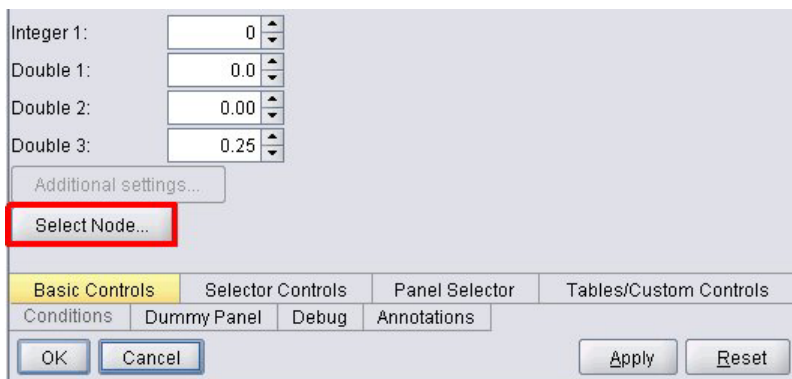 Integer 1: 0
Double 1: 0.0
Double 2: 0.00
Double 3: 0.25
Additional settings...
Select Node...
Basic Controls Selector Controls Panel Selector Tables/Custom Controls
Conditions Dummy Panel Debug Annotations
OK Cancel Apply Reset